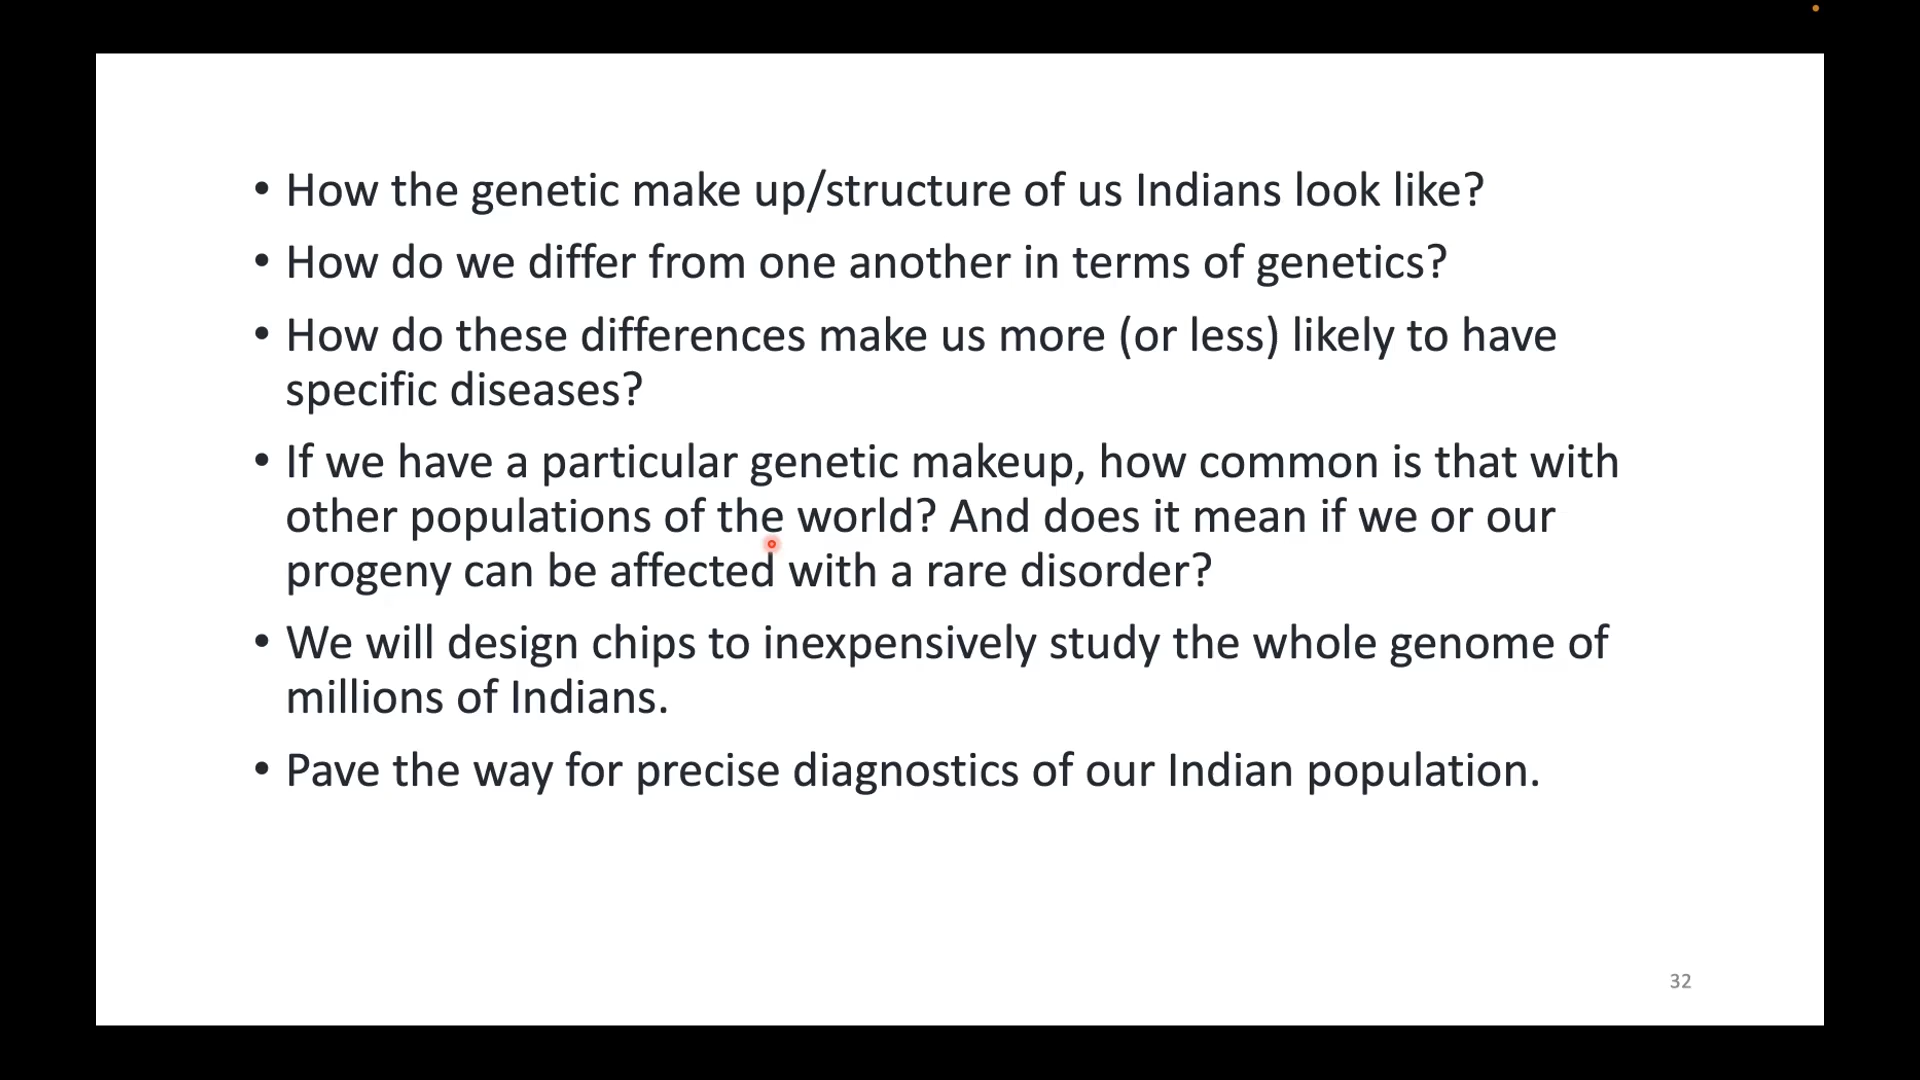 • How the genetic make up/structure of us Indians look like?
• How do we differ from one another in terms of genetics?
• How do these differences make us more (or less) likely to have
specific diseases?
• If we have a particular genetic makeup, how common is that with
other populations of the world? And does it mean if we or our
progeny can be affected with a rare disorder?
• We will design chips to inexpensively study the whole genome of
millions of Indians.
• Pave the way for precise diagnostics of our Indian population.
32